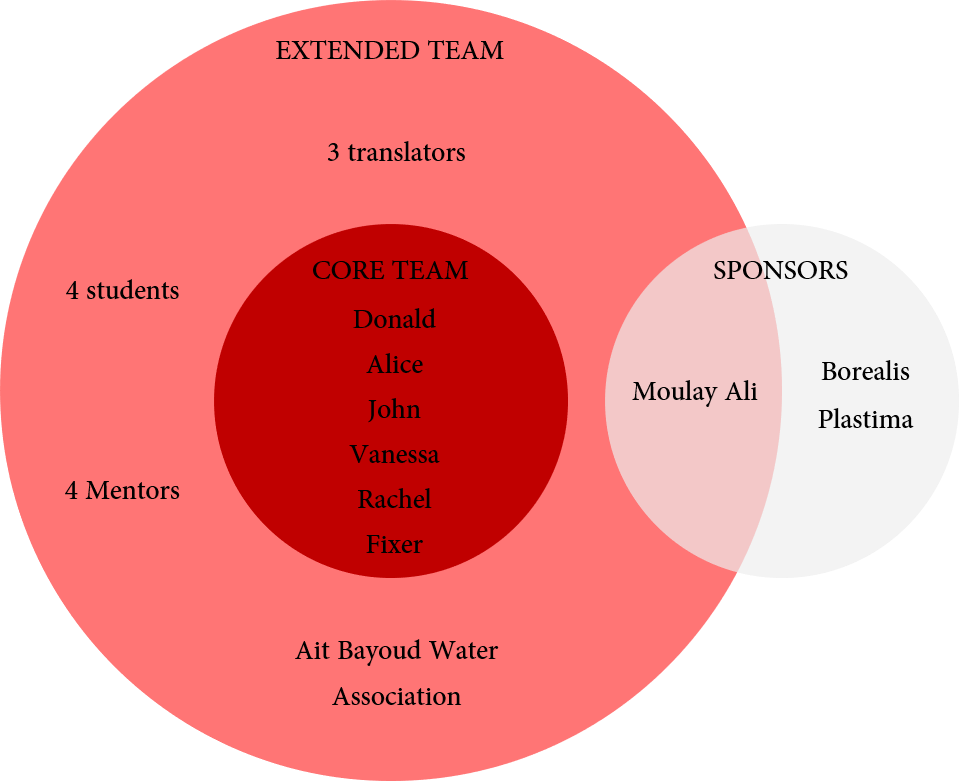 EXTENDED TEAM
3 translators
CORE TEAM
SPONSORS
4 students
Donald
Alice
John
Vanessa
Rachel
Fixer
Moulay Ali
Borealis
Plastima
4 Mentors
Ait Bayoud Water
Association